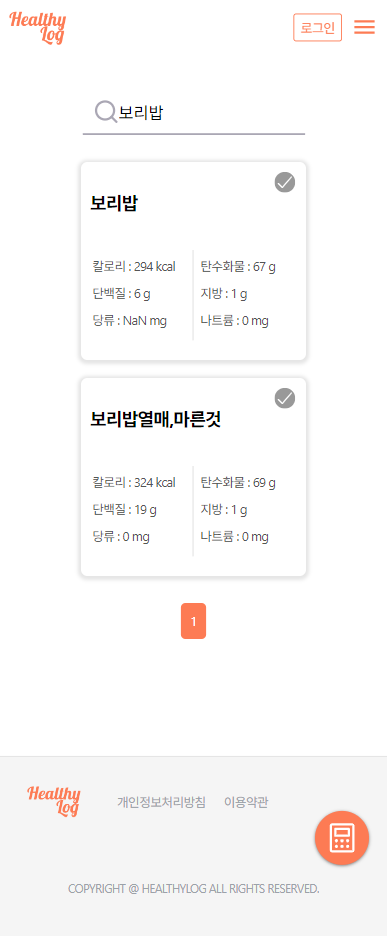 Healthy
Log
로그인
보리밥
보리밥
칼로리 : 294 kcal
탄수화물 : 67 g
단백질 : 6 g
지방 : 1 g
당류 : NaN mg
나트륨 : 0 mg
보리밥열매,마른것
칼로리 : 324 kcal
탄수화물 : 69 g
단백질 : 19 g
지방 : 1 g
당류 : 0 mg
나트륨 : 0 mg
1
Healthy
Log
개인정보처리방침 이용약관
COPYRIGHT @ HEALTHYLOG ALL RIGHTS RESERVED.